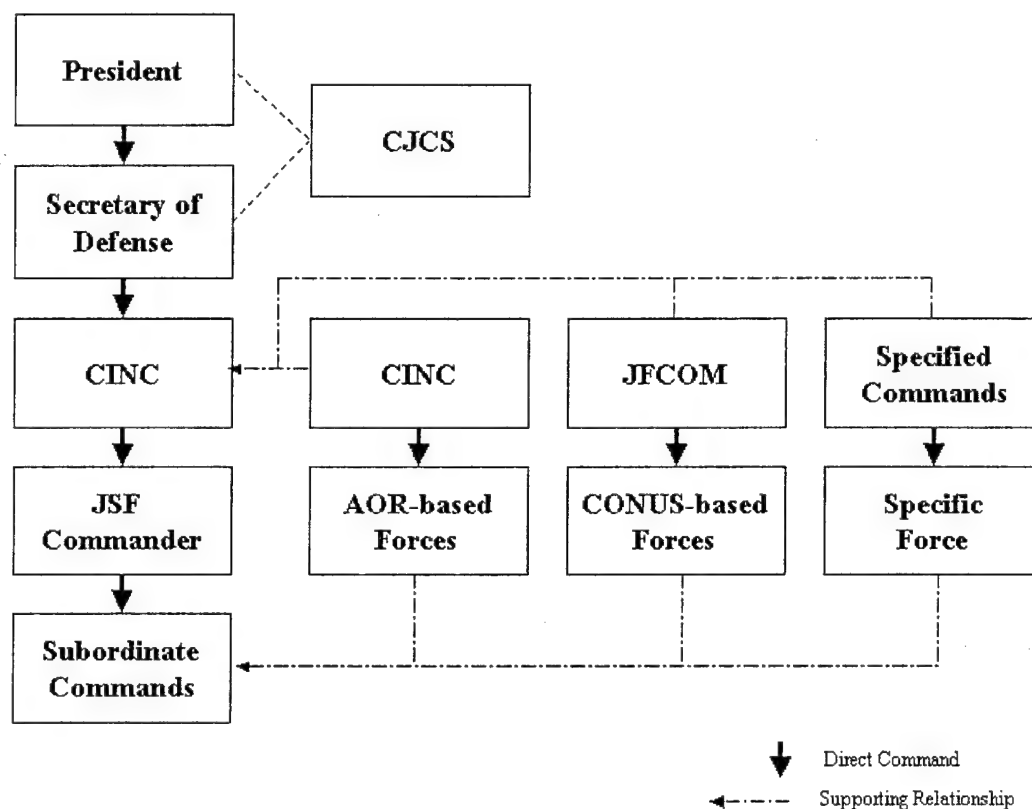 President
CJCS
Secretary of
Defense
CINC
CINC
JFCOM
Specified
Commands
JSF
Commander
AOR-based
Forces
CONUS-based
Forces
Specific
Force
Subordinate
Commands
Direct Command
Supporting Relationship